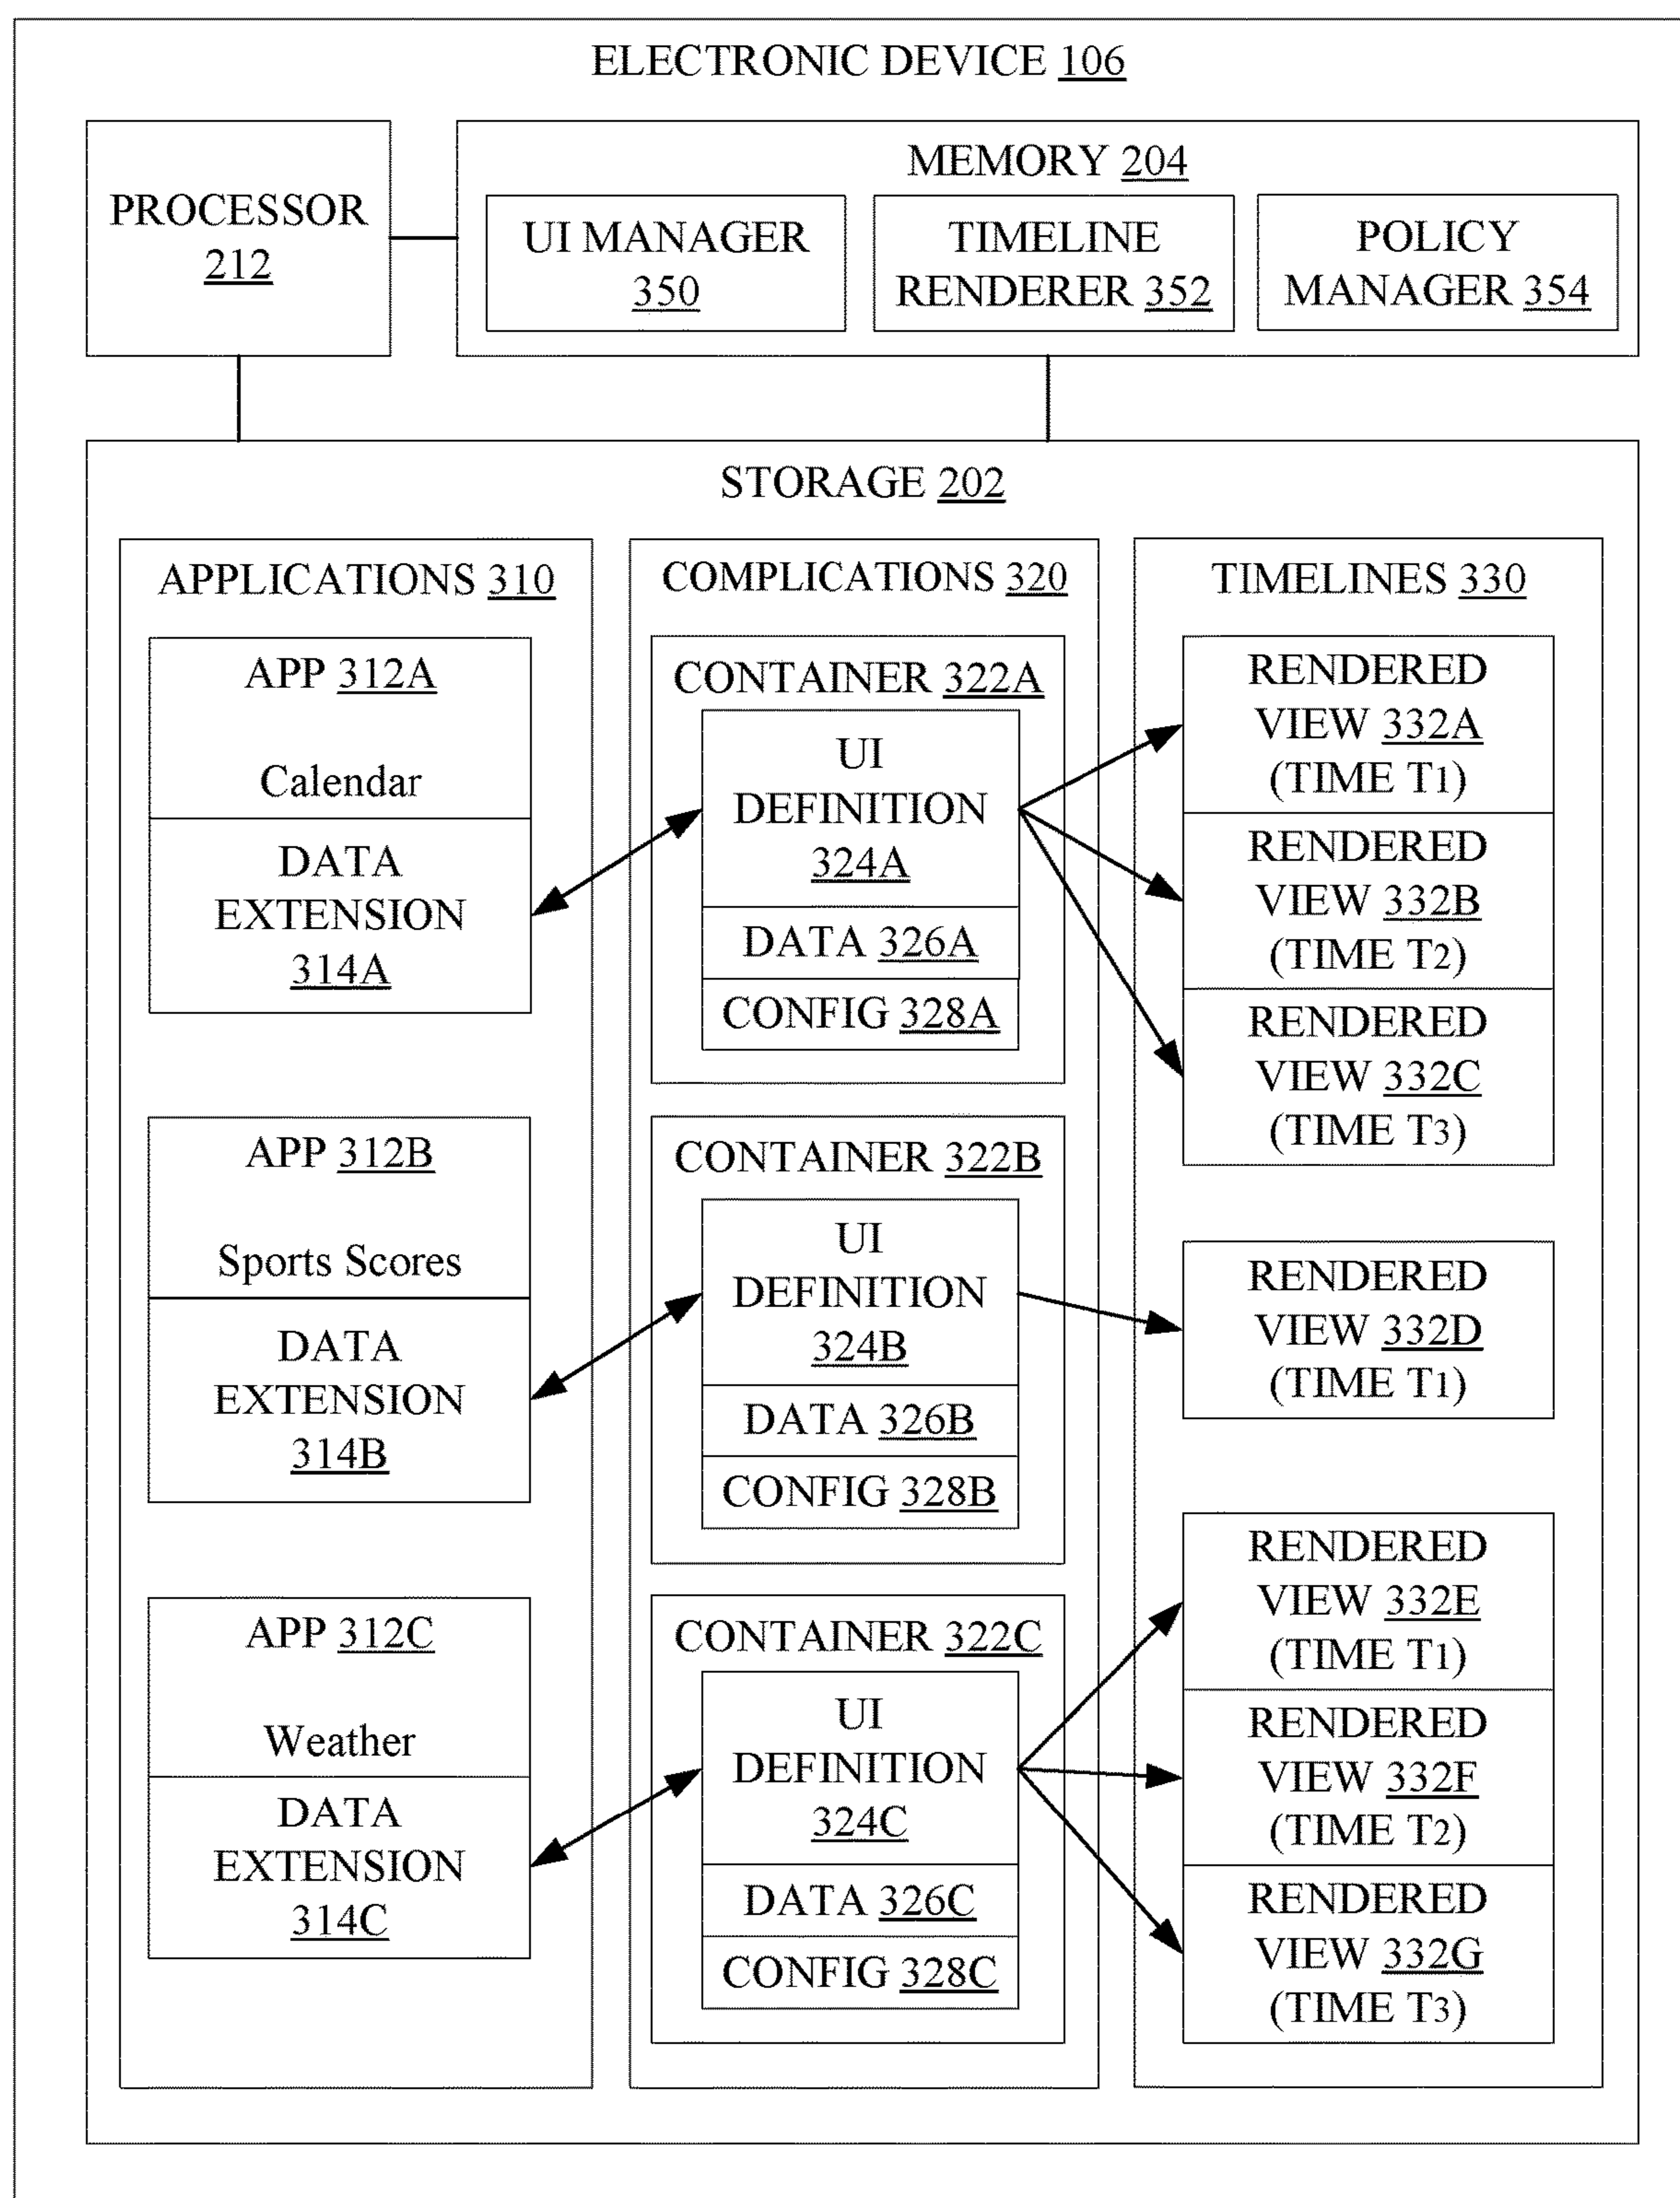 ELECTRONIC DEVICE 106
PROCESSOR
212
MEMORY 204
UI MANAGER
350
TIMELINE
RENDERER 352
POLICY
MANAGER 354
STORAGE 202
APPLICATIONS 310
APP 312A
Calendar
DATA
EXTENSION
314A
APP 312B
Sports Scores
DATA
EXTENSION
314B
APP 312C
Weather
DATA
EXTENSION
314C
COMPLICATIONS 320
CONTAINER 322A
UI
DEFINITION
324A
DATA 326A
CONFIG 328A
CONTAINER 322B
UI
DEFINITION
324B
DATA 326B
CONFIG 328B
CONTAINER 322C
UI
DEFINITION
324C
DATA 326C
CONFIG 328C
TIMELINES 330
RENDERED
VIEW 332A
(TIME T1)
RENDERED
VIEW 332B
(TIME T2)
RENDERED
VIEW 332C
(TIME T3)
RENDERED
VIEW 332D
(TIME T1)
RENDERED
VIEW 332E
(TIME T1)
RENDERED
VIEW 332F
(TIME T2)
RENDERED
VIEW 332G
(TIME T3)